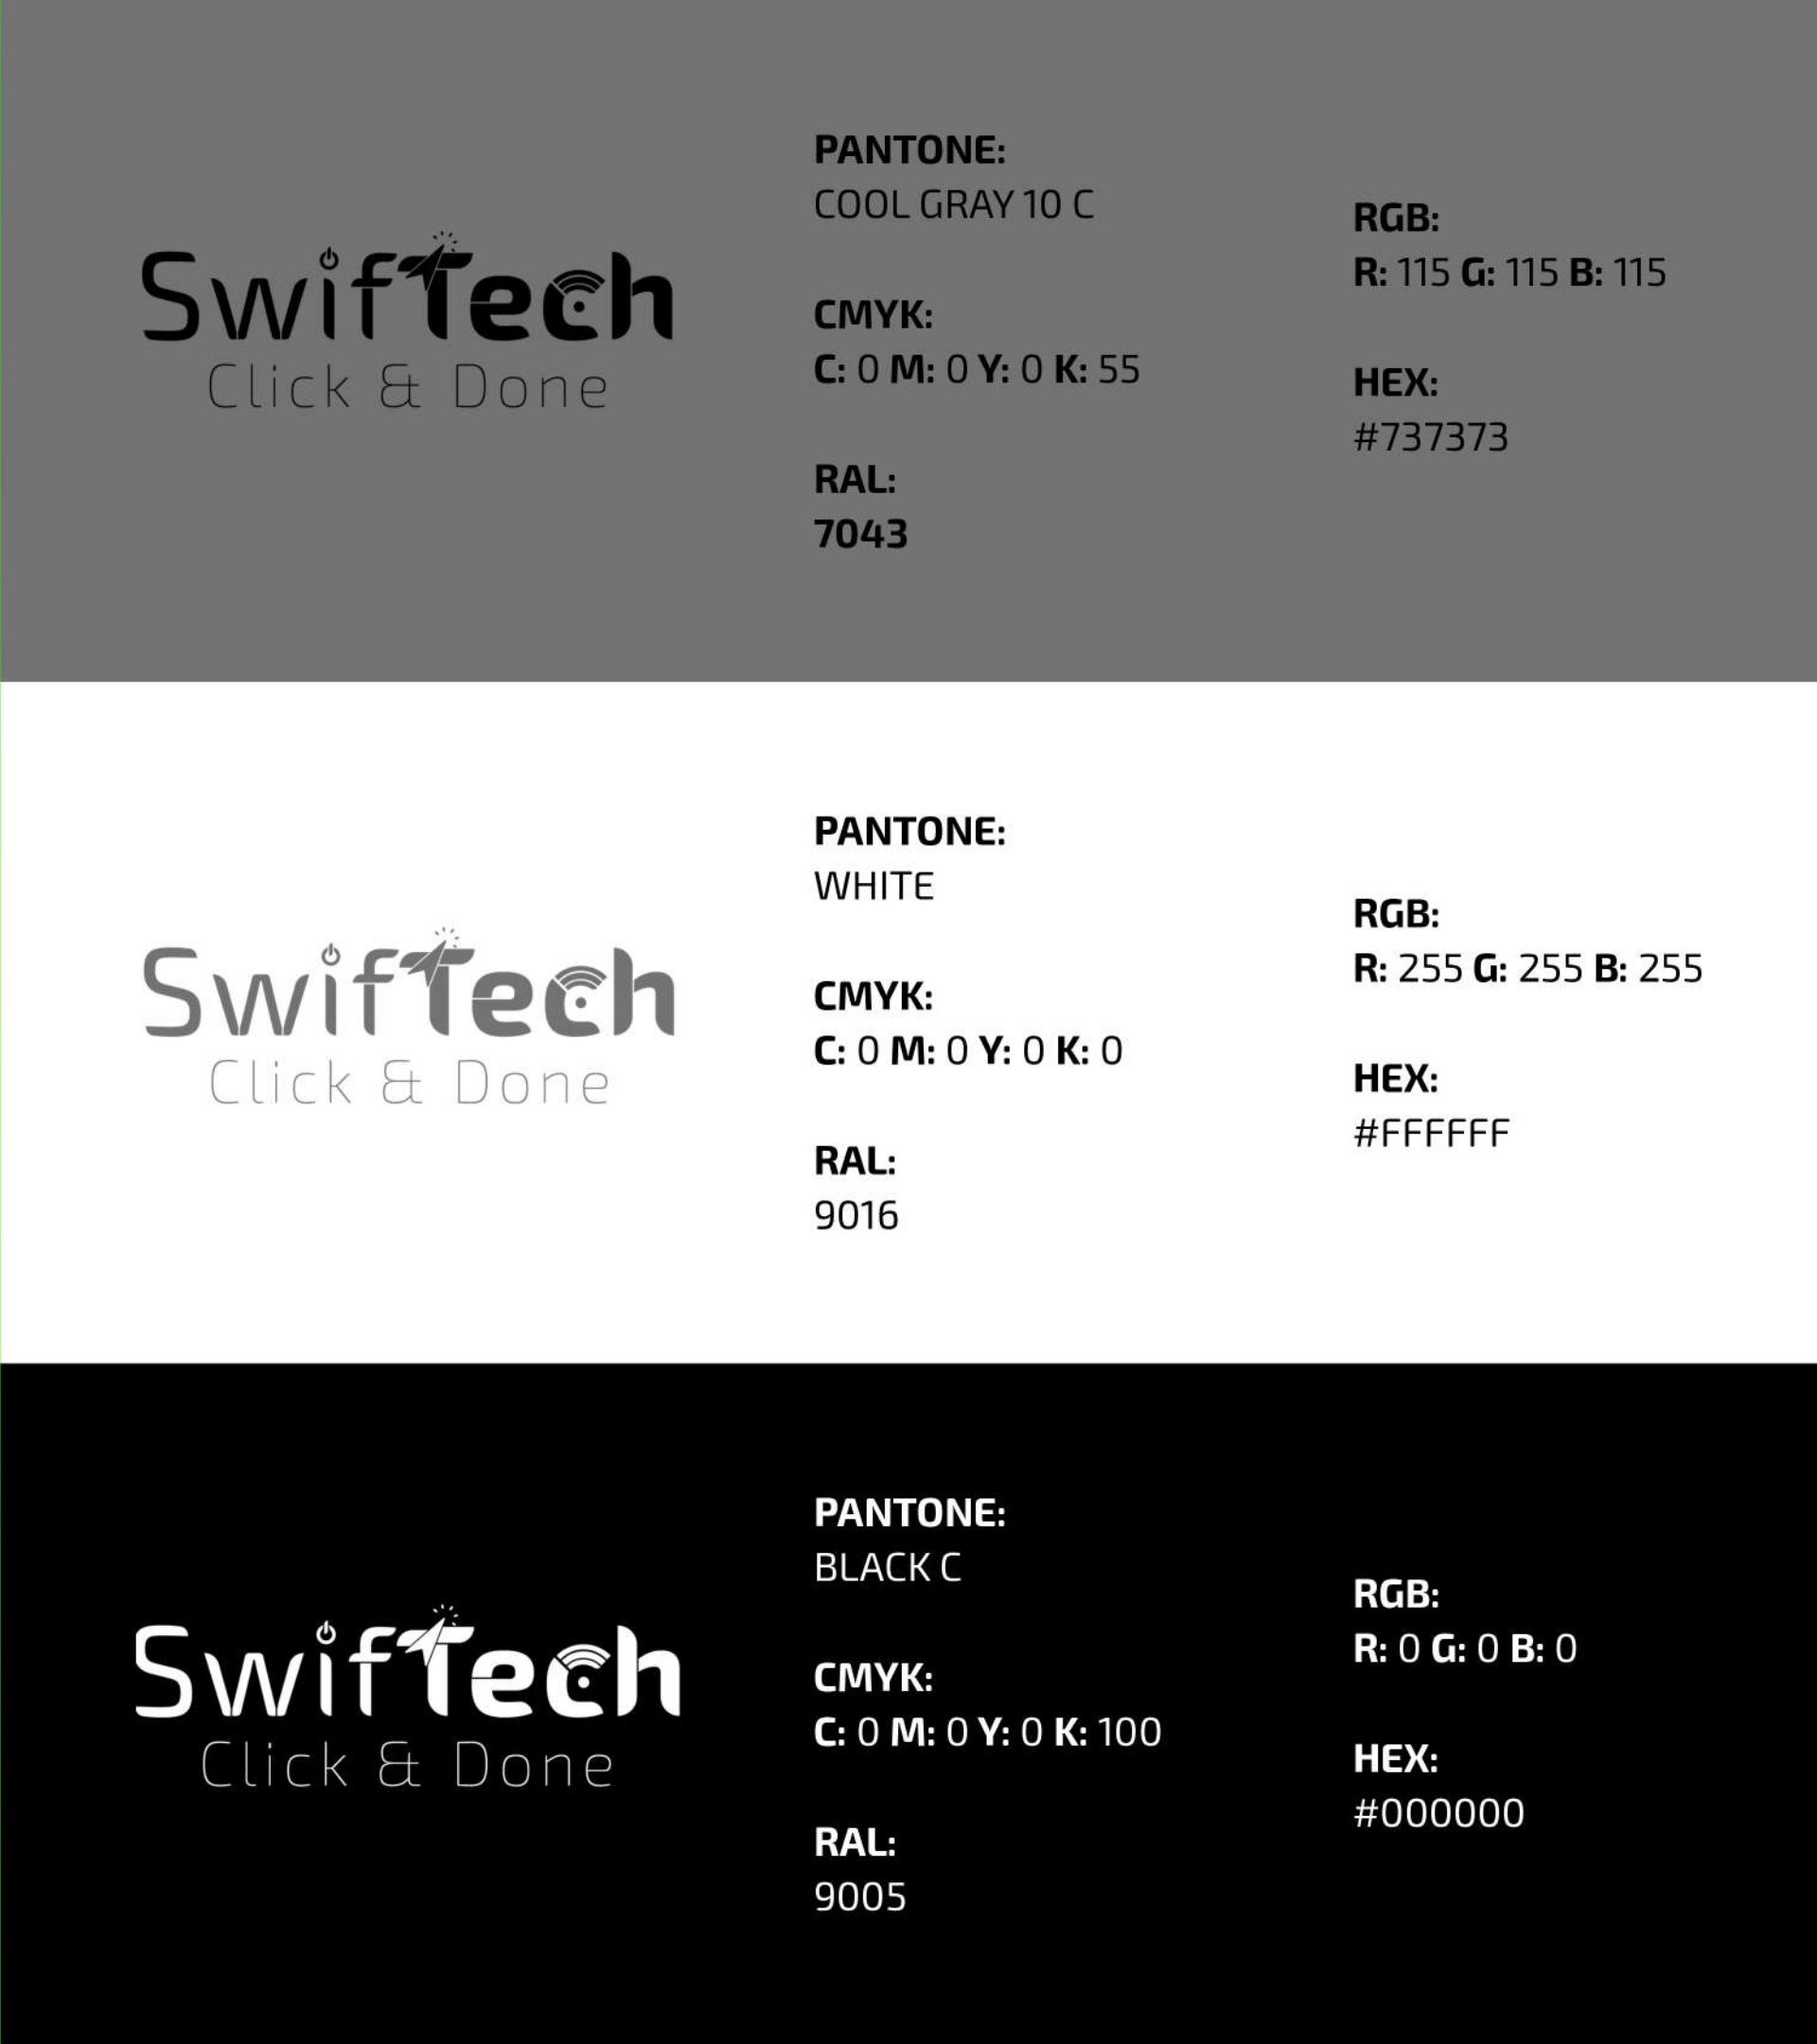 SwifTech
Click & Done
PANTONE:
COOL GRAY 10 C
CMYK:
C: 0 M: 0 Y: 0 K: 55
RAL:
7043
RGB:
R: 115 G: 115 B: 115
HEX:
#737373
SwifTech
Click & Done
PANTONE:
WHITE
CMYK:
C: 0 M: 0 Y: 0 K: 0
RAL:
9016
RGB:
R: 255 G: 255 B: 255
HEX:
#FFFFFF
SwifTech
Click & Done
PANTONE:
BLACK C
CMYK:
C: 0 M: 0 Y: 0 K: 100
RAL:
9005
RGB:
R: 0 G: 0 B: 0
HEX:
#000000